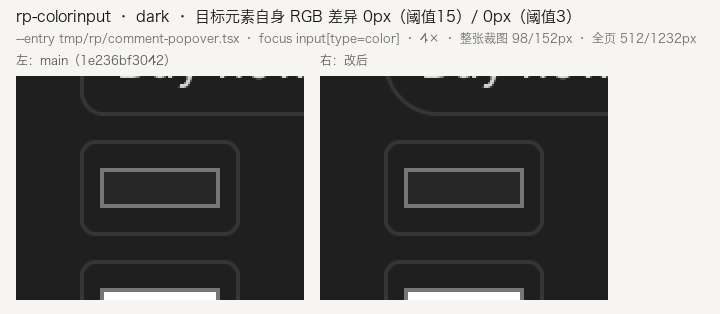 rp-colorinput · dark · 目标元素自身 RGB 差异 0px（阈值15）/ 0px（阈值3）
--entry tmp/rp/comment-popover.tsx · focus input[type=color] · 4× · 整张裁图 98/152px · 全页 512/1232px
左：main（1e236bf3042） 右：改后